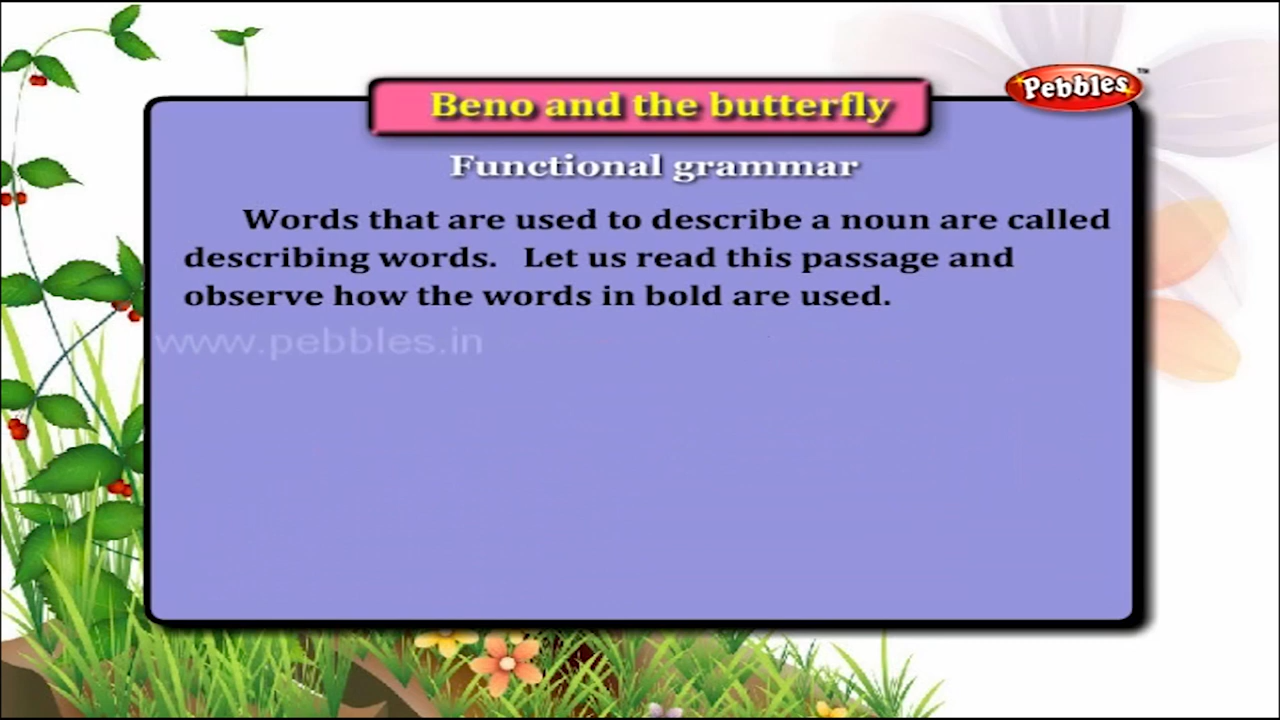 Beno and the butterfly
Pebbles™
Functional grammar
Words that are used to describe a noun are called
describing words. Let us read this passage and
observe how the words in bold are used.
www.pebbles.in